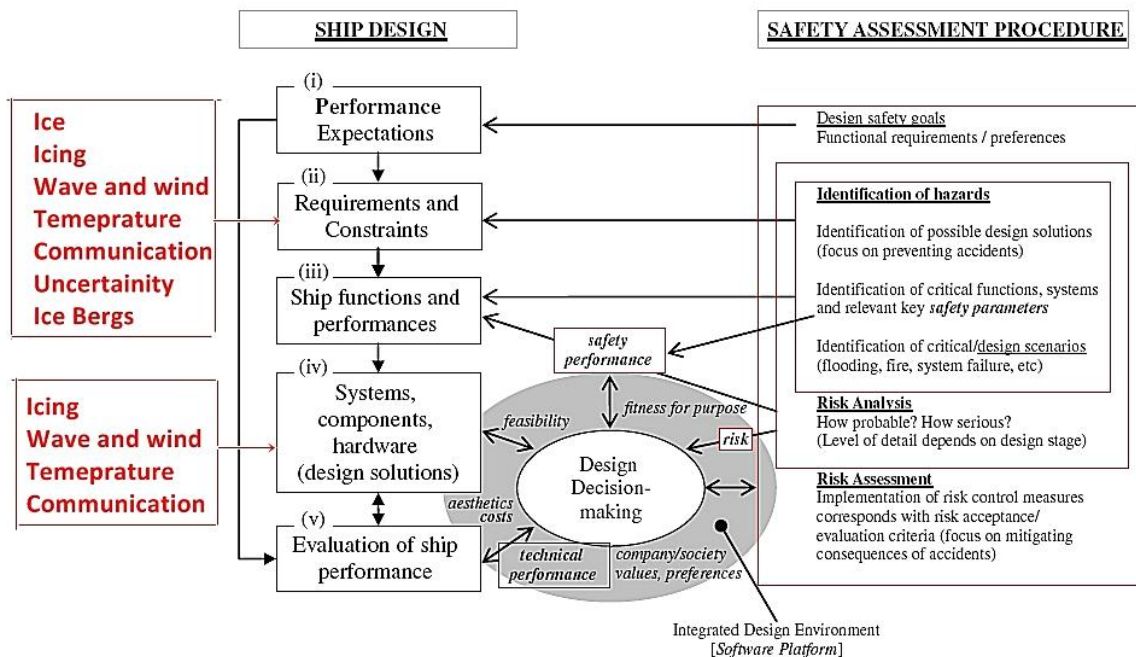 SHIP DESIGN
SAFETY ASSESSMENT PROCEDURE
Ice
Icing
Wave and wind
Temeprature
Communication
Uncertainity
Ice Bergs
Icing
Wave and wind
Temeprature
Communication
(i)
Performance
Expectations
(ii)
Requirements and
Constraints
(iii)
Ship functions and
performances
(iv)
Systems,
components,
hardware
(design solutions)
(v)
Evaluation of ship
performance
safety
performance
feasibility
fitness for purpose
risk
Design
Decision-
making
aesthetics
costs
technical
performance
company/society
values, preferences
Integrated Design Environment
[Software Platform]
Design safety goals
Functional requirements / preferences
Identification of hazards
Identification of possible design solutions
(focus on preventing accidents)
Identification of critical functions, systems
and relevant key safety parameters
Identification of critical/design scenarios
(flooding, fire, system failure, etc)
Risk Analysis
How probable? How serious?
(Level of detail depends on design stage)
Risk Assessment
Implementation of risk control measures
corresponds with risk acceptance/
evaluation criteria (focus on mitigating
consequences of accidents)